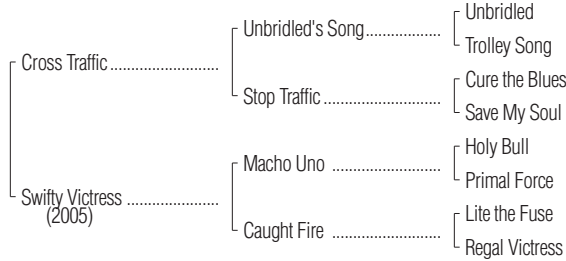 Unbridled
Unbridled's Song
Trolley Song
Cross Traffic
Cure the Blues
Stop Traffic
Save My Soul
Holy Bull
Macho Uno
Primal Force
Swifty Victress
(2005)
Lite the Fuse
Caught Fire
Regal Victress